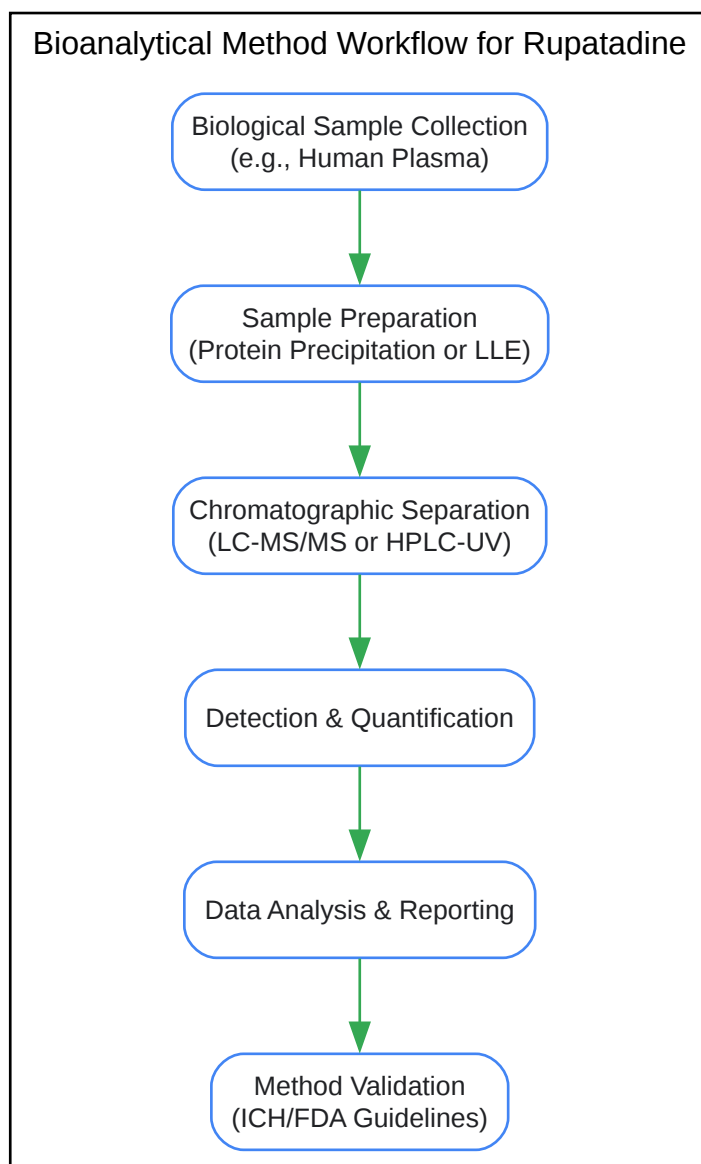 Bioanalytical Method Workflow for Rupatadine
Biological Sample Collection
(e.g., Human Plasma)
Sample Preparation
(Protein Precipitation or LLE)
Chromatographic Separation
(LC-MS/MS or HPLC-UV)
Detection & Quantification
Data Analysis & Reporting
Method Validation
(ICH/FDA Guidelines)